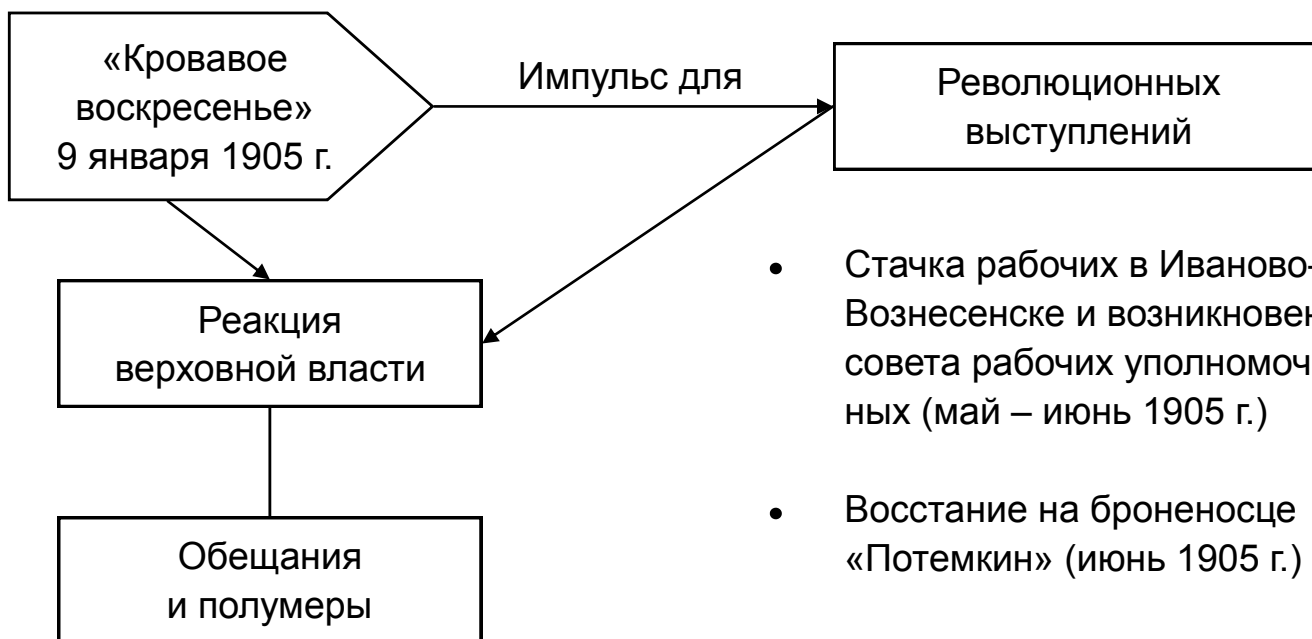 «Кровавое
воскресенье»
9 января 1905 г.
Импульс для
Революционных
выступлений
Реакция
верховной власти
Обещания
и полумеры
• Стачка рабочих в Иваново-
Вознесенске и возникновен
совета рабочих уполномоч
ных (май – июнь 1905 г.)
• Восстание на броненосце
«Потемкин» (июнь 1905 г.)